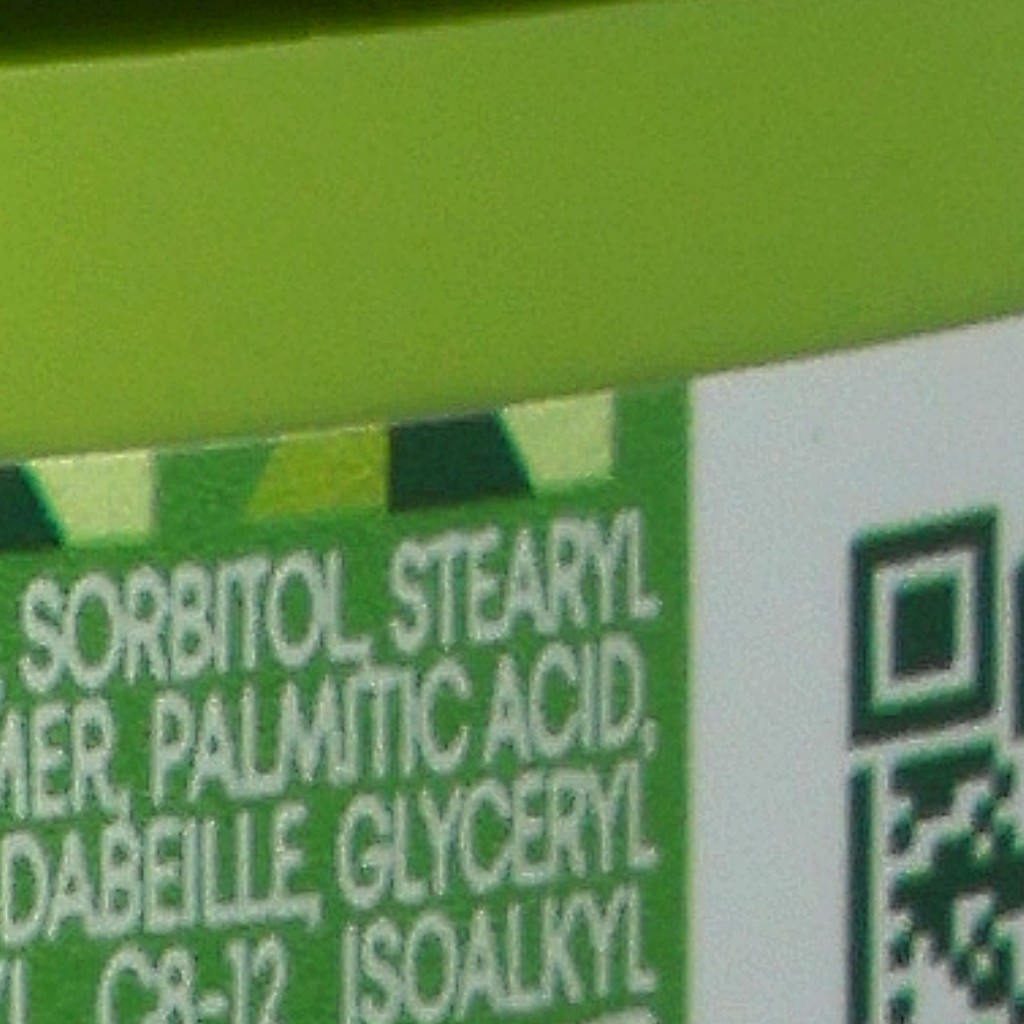 SORBITOL, STEARYL
MER, PALMITIC ACID,
DABEILLE, GLYCERYL
C8-12 ISOALKYL